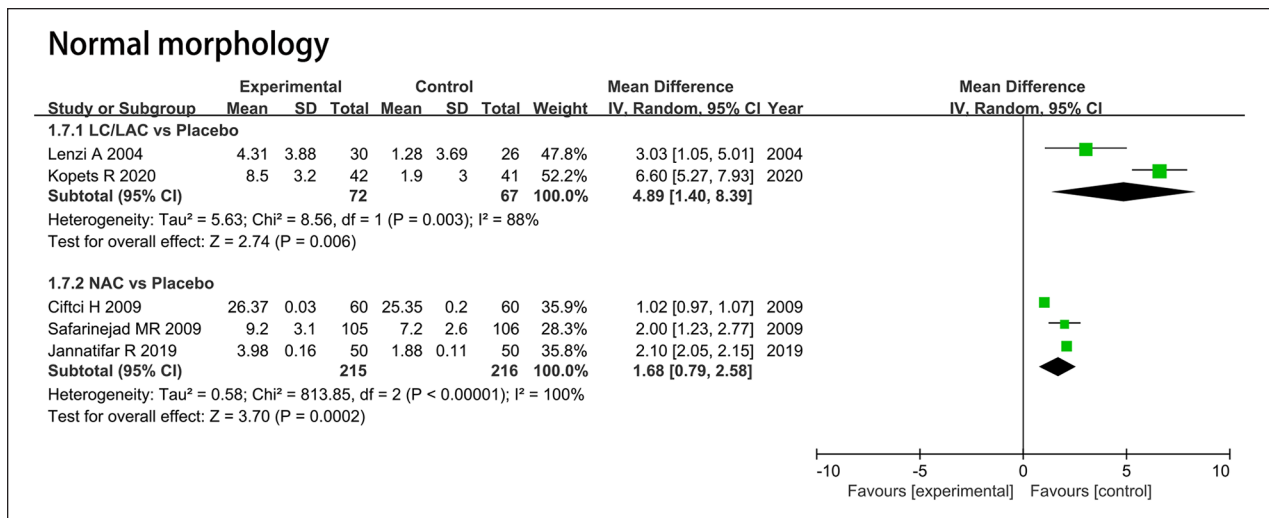 Normal morphology
Experimental Control Mean Difference Mean Difference
Study or Subgroup Mean SD Total Mean SD Total Weight IV, Random, 95% CI Year IV, Random, 95% CI
1.7.1 LC/LAC vs Placebo
Lenzi A 2004 4.31 3.88 30 1.28 3.69 26 47.8% 3.03 [1.05, 5.01] 2004
Kopets R 2020 8.5 3.2 42 1.9 3 41 52.2% 6.60 [5.27, 7.93] 2020
Subtotal (95% CI) 72 67 100.0% 4.89 [1.40, 8.39]
Heterogeneity: Tau² = 5.63; Chi² = 8.56, df = 1 (P = 0.003); I² = 88%
Test for overall effect: Z = 2.74 (P = 0.006)
1.7.2 NAC vs Placebo
Ciftci H 2009 26.37 0.03 60 25.35 0.2 60 35.9% 1.02 [0.97, 1.07] 2009
Safarinejad MR 2009 9.2 3.1 105 7.2 2.6 106 28.3% 2.00 [1.23, 2.77] 2009
Jannatifar R 2019 3.98 0.16 50 1.88 0.11 50 35.8% 2.10 [2.05, 2.15] 2019
Subtotal (95% CI) 215 216 100.0% 1.68 [0.79, 2.58]
Heterogeneity: Tau² = 0.58; Chi² = 813.85, df = 2 (P < 0.00001); I² = 100%
Test for overall effect: Z = 3.70 (P = 0.0002)
-10 -5 0 5 10
Favours [experimental] Favours [control]